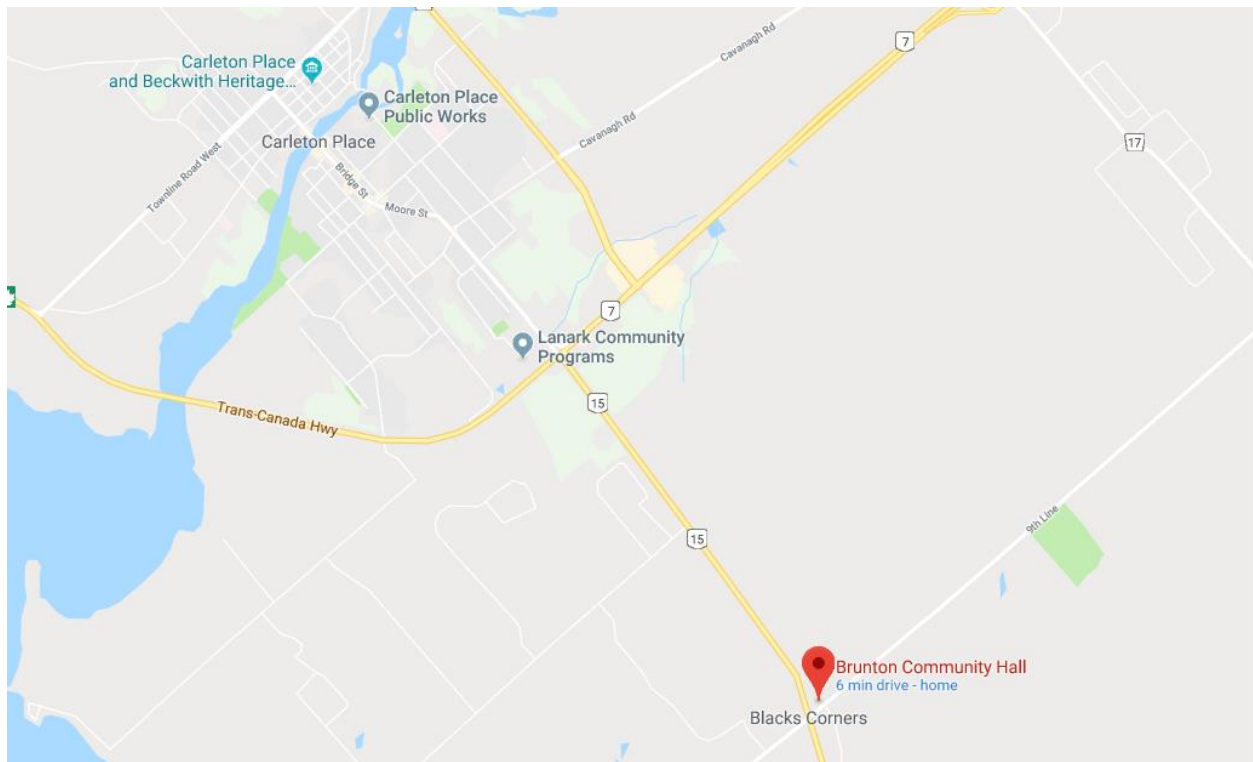 7
Cavanagh Rd
Carleton Place
and Beckwith Heritage...
Carleton Place
Public Works
Cavanagh Rd
17
Carleton Place
Townline Road West
Bridge St
Moore St
7
Lanark Community
Programs
15
Trans-Canada Hwy
15
9th Line
Brunton Community Hall
6 min drive - home
Blacks Corners